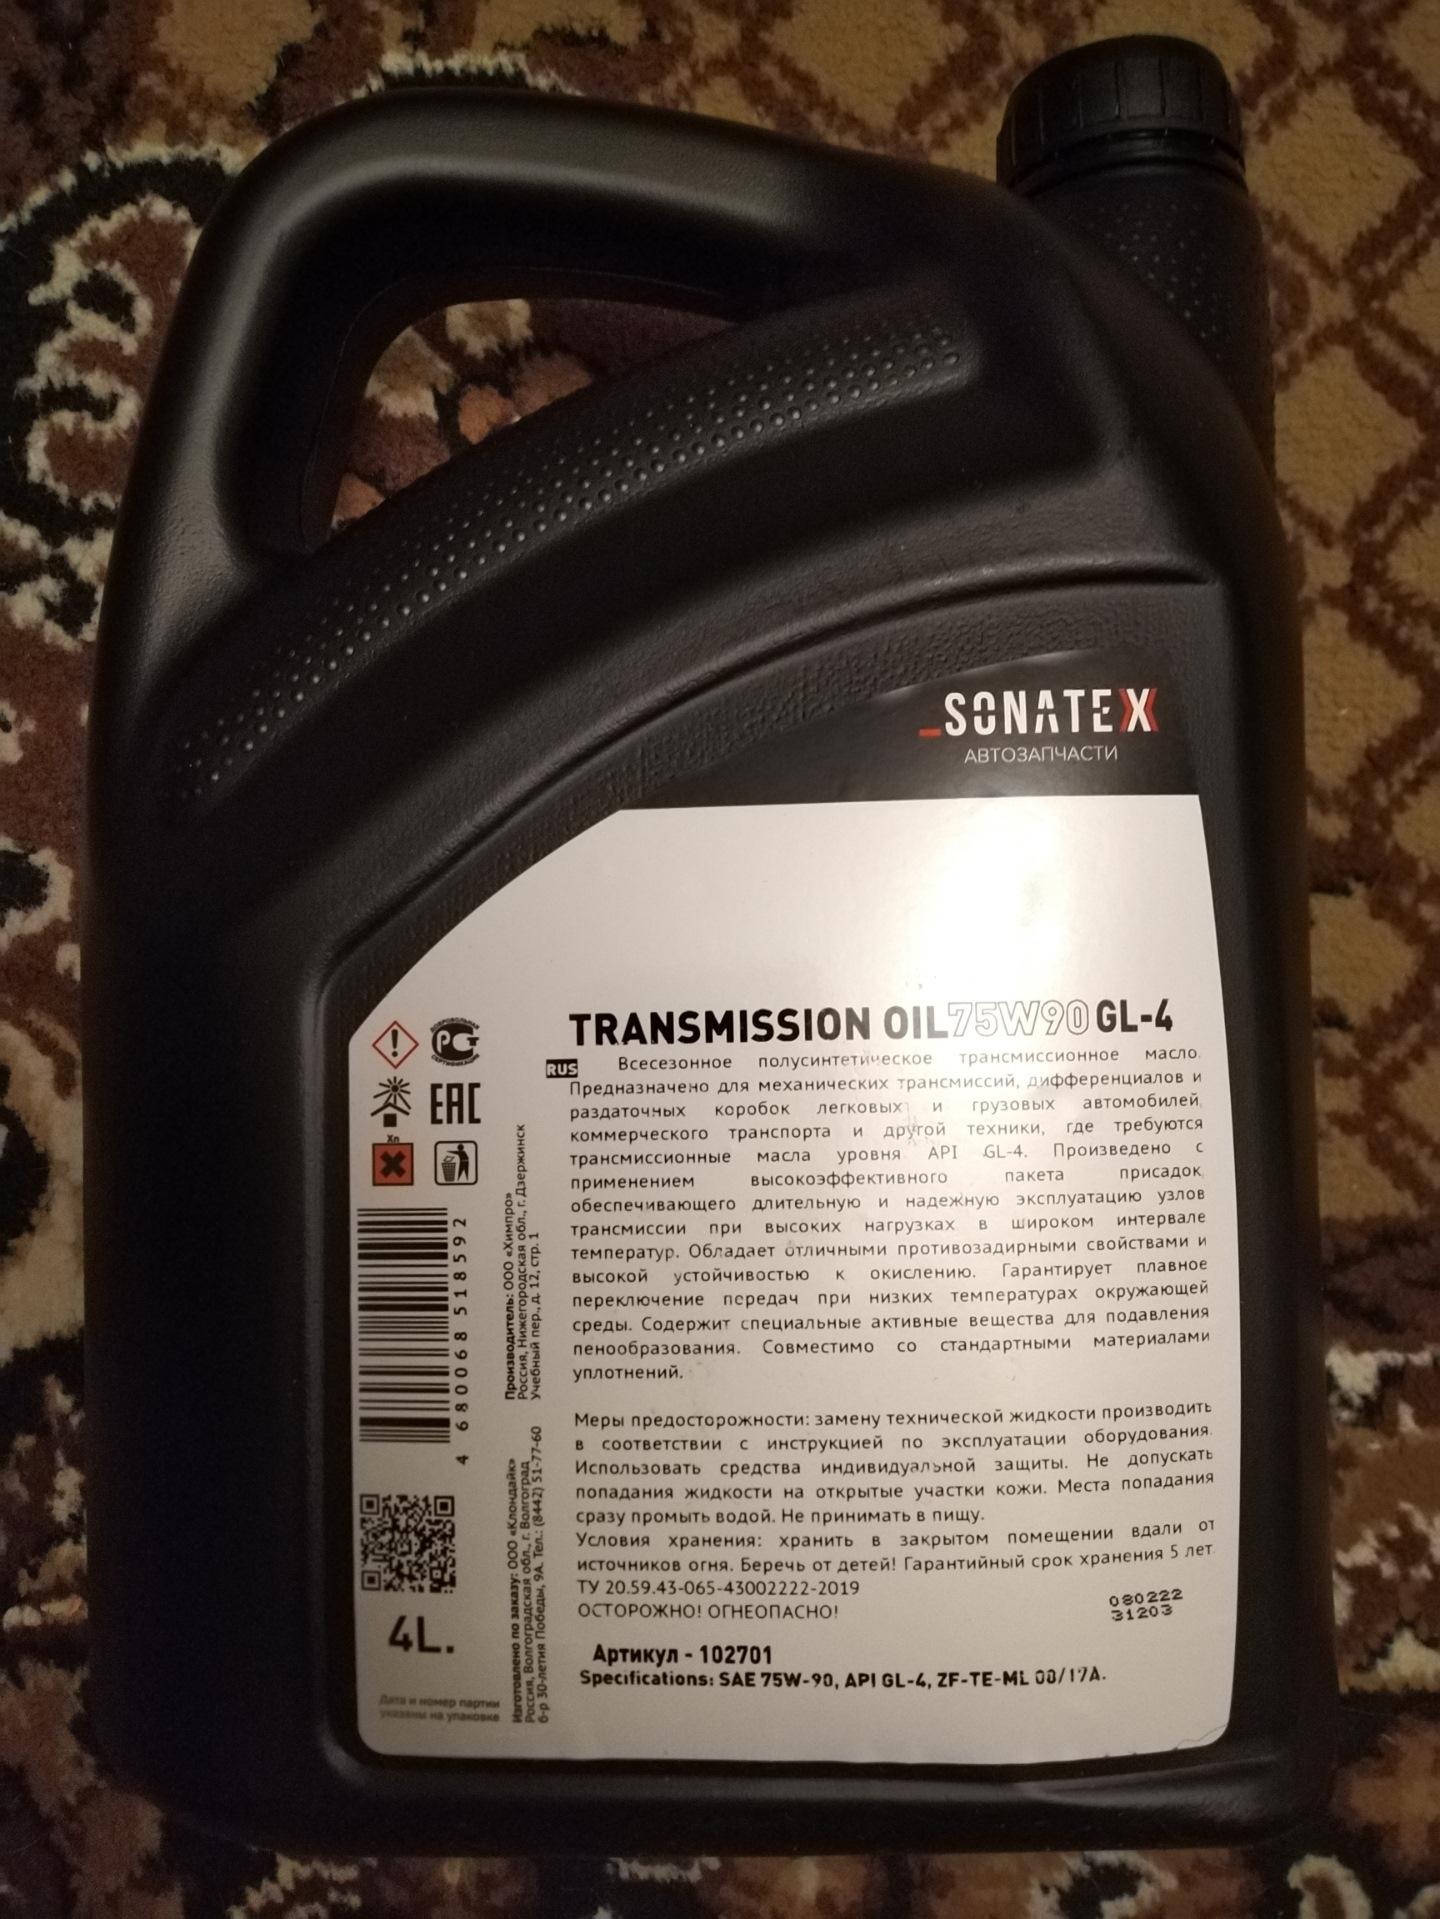 SONATEX
АВТОЗАПЧАСТИ
TRANSMISSION OIL 75W90 GL-4
RUS
Всесезонное полусинтетическое трансмиссионное масло.
Предназначено для механических трансмиссий, дифференциалов и
раздаточных коробок легковых и грузовых автомобилей,
коммерческого транспорта и другой техники, где требуются
трансмиссионные масла уровня API GL-4. Произведено с
применением высокоэффективного пакета присадок,
обеспечивающего длительную и надежную эксплуатацию узлов
трансмиссии при высоких нагрузках в широком интервале
температур. Обладает отличными противозадирными свойствами и
высокой устойчивостью к окислению. Гарантирует плавное
переключение передач при низких температурах окружающей
среды. Содержит специальные активные вещества для подавления
пенообразования. Совместимо со стандартными материалами
уплотнений.
Меры предосторожности: замену технической жидкости производить
в соответствии с инструкцией по эксплуатации оборудования.
Использовать средства индивидуальной защиты. Не допускать
попадания жидкости на открытые участки кожи. Места попадания
сразу промыть водой. Не принимать в пищу.
Условия хранения: хранить в закрытом помещении вдали от
источников огня. Беречь от детей! Гарантийный срок хранения 5 лет.
ТУ 20.59.43-065-43002222-2019
ОСТОРОЖНО! ОГНЕОПАСНО!
080222
31203
Артикул - 102701
Specifications: SAE 75W-90, API GL-4, ZF-TE-ML 08/17A.
ДОБРОВОЛЬНАЯ
РСТ
СЕРТИФИКАЦИЯ
EAC
Xn
4 680068 518592
Производитель: ООО «Химпро»
Россия, Нижегородская обл., г. Дзержинск
Учебный пер., д. 12, стр. 1
Изготовлено по заказу: ООО «Клондайк»
Россия, Волгоградская обл., г. Волгоград
б-р 30-летия Победы, 9А. Тел.: (8442) 51-77-60
4L.
Дата и номер партии
указаны на упаковке